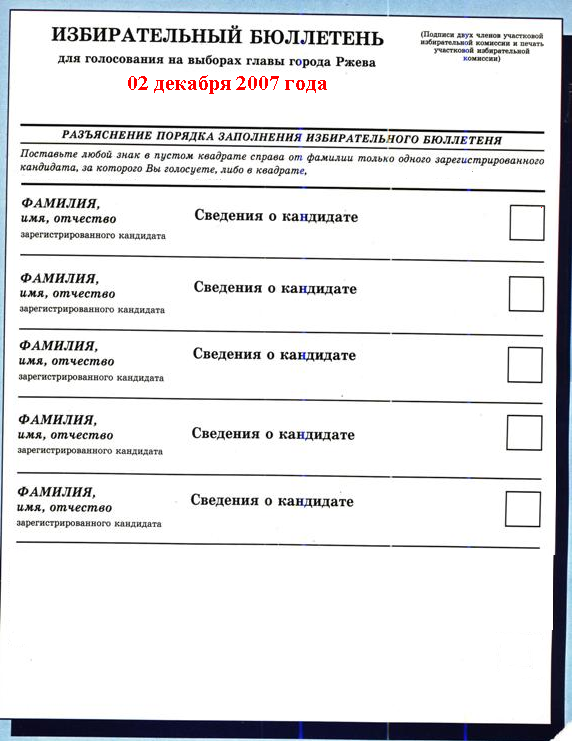 ИЗБИРАТЕЛЬНЫЙ БЮЛЛЕТЕНЬ
для голосования на выборах главы города Ржева
02 декабря 2007 года
(Подписи двух членов участковой
избирательной комиссии и печать
участковой избирательной
комиссии)
РАЗЪЯСНЕНИЕ ПОРЯДКА ЗАПОЛНЕНИЯ ИЗБИРАТЕЛЬНОГО БЮЛЛЕТЕНЯ
Поставьте любой знак в пустом квадрате справа от фамилии только одного зарегистрированного
кандидата, за которого Вы голосуете, либо в квадрате,
ФАМИЛИЯ,
имя, отчество
зарегистрированного кандидата
Сведения о кандидате
ФАМИЛИЯ,
имя, отчество
зарегистрированного кандидата
Сведения о кандидате
ФАМИЛИЯ,
имя, отчество
зарегистрированного кандидата
Сведения о кандидате
ФАМИЛИЯ,
имя, отчество
зарегистрированного кандидата
Сведения о кандидате
ФАМИЛИЯ,
имя, отчество
зарегистрированного кандидата
Сведения о кандидате